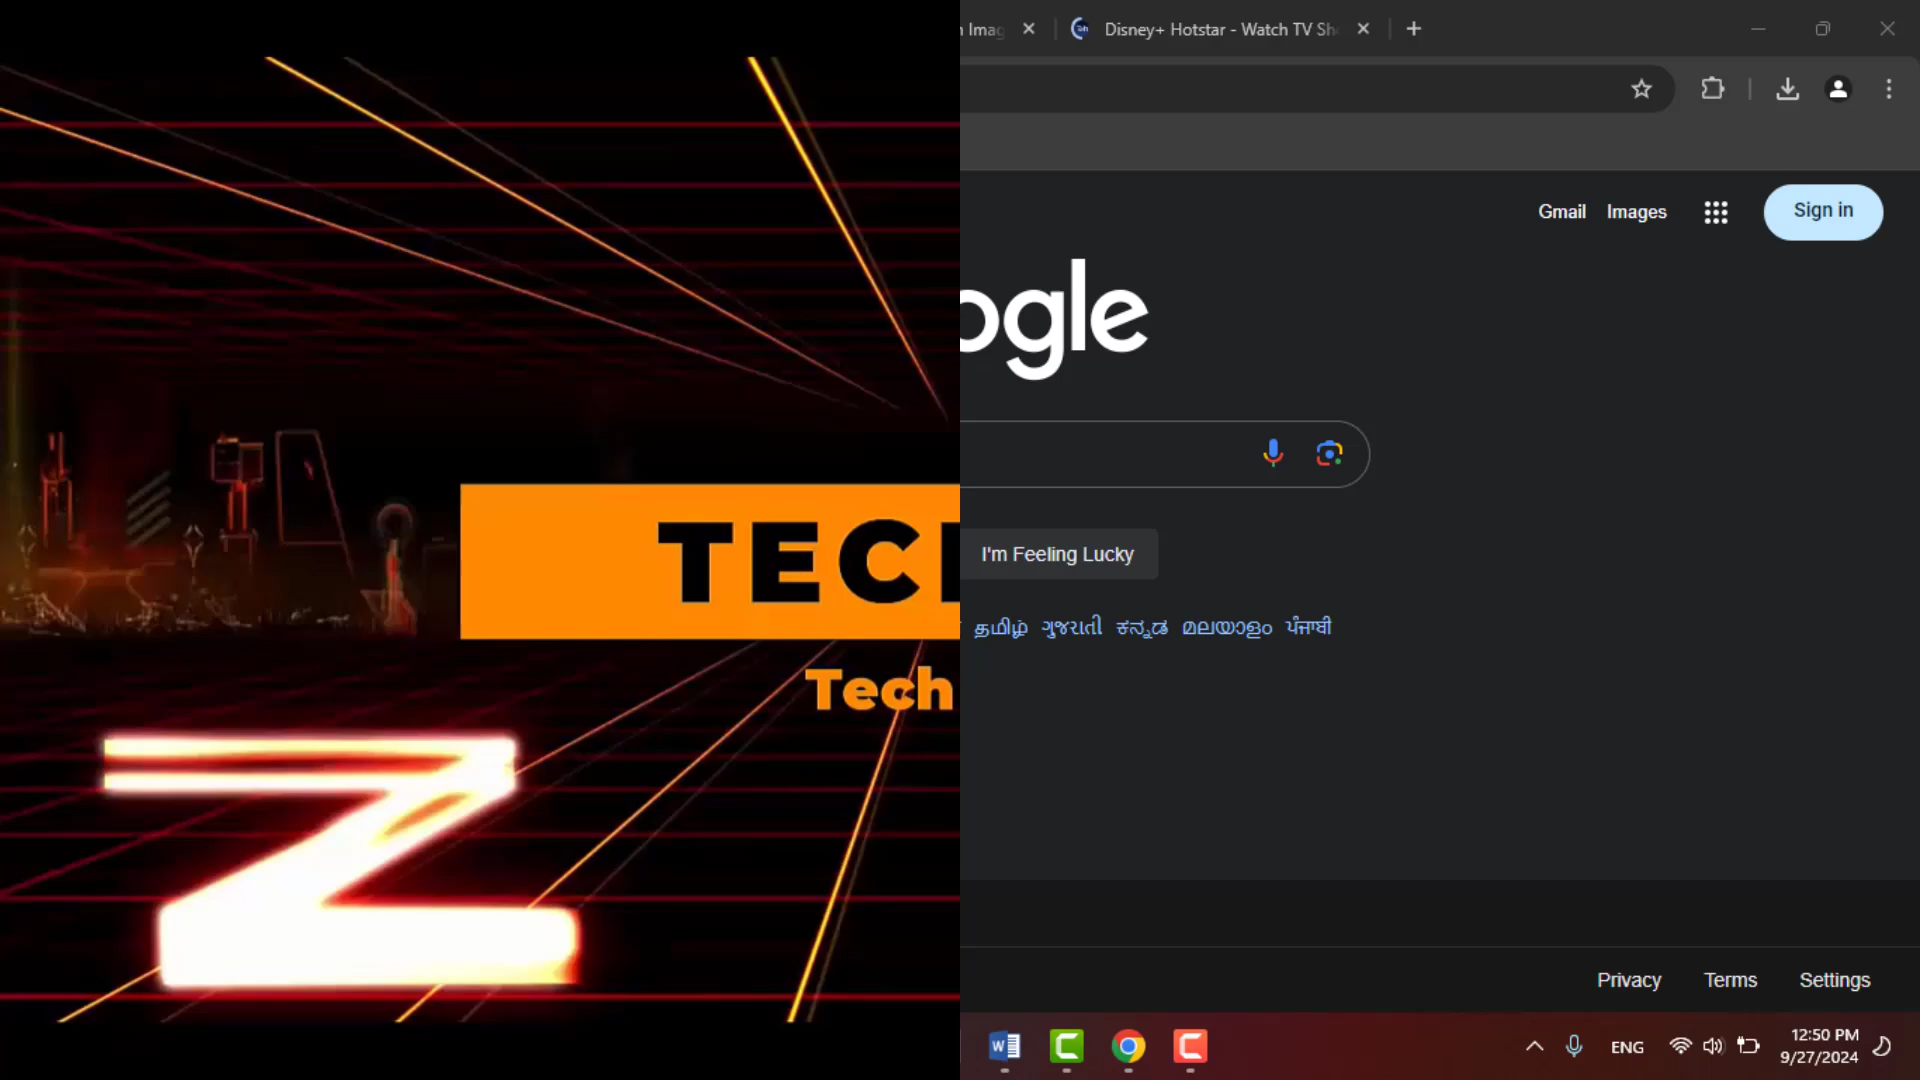 Disney+ Hotstar - Watch TV Sh
Gmail Images Sign in
ogle
I'm Feeling Lucky
தமிழ் ગુજરાતી ಕನ್ನಡ മലയാളം ਪੰਜਾਬੀ
TEC
Tech
Z
Privacy Terms Settings
ENG
12:50 PM
9/27/2024